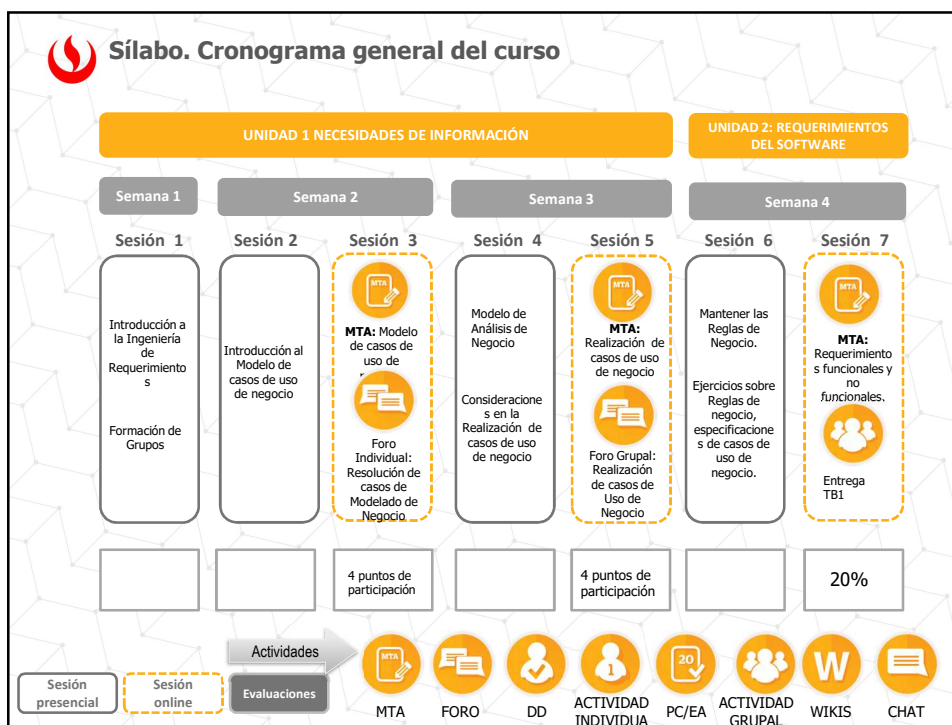 Sílabo. Cronograma general del curso
UNIDAD 1 NECESIDADES DE INFORMACIÓN
UNIDAD 2: REQUERIMIENTOS
DEL SOFTWARE
Semana 1
Semana 2
Semana 3
Semana 4
Sesión 1
Sesión 2
Sesión 3
Sesión 4
Sesión 5
Sesión 6
Sesión 7
Introducción a
la Ingeniería
de
Requerimiento
s
Formación de
Grupos
Introducción al
Modelo de
casos de uso
de negocio
MTA
MTA: Modelo
de casos de
uso de
Foro
Individual:
Resolución de
casos de
Modelado de
Negocio
Modelo de
Análisis de
Negocio
Consideracione
s en la
Realización de
casos de uso
de negocio
MTA
MTA:
Realización de
casos de uso
de negocio
Foro Grupal:
Realización
de casos de
Uso de
Negocio
Mantener las
Reglas de
Negocio.
Ejercicios sobre
Reglas de
negocio,
especificacione
s de casos de
uso de
negocio.
MTA
MTA:
Requerimiento
s funcionales y
no
funcionales.
Entrega
TB1
4 puntos de
participación
4 puntos de
participación
20%
Actividades
Sesión
presencial
Sesión
online
Evaluaciones
MTA
1
20
W
MTA
FORO
DD
ACTIVIDAD
INDIVIDUA
PC/EA
ACTIVIDAD
GRUPAL
WIKIS
CHAT